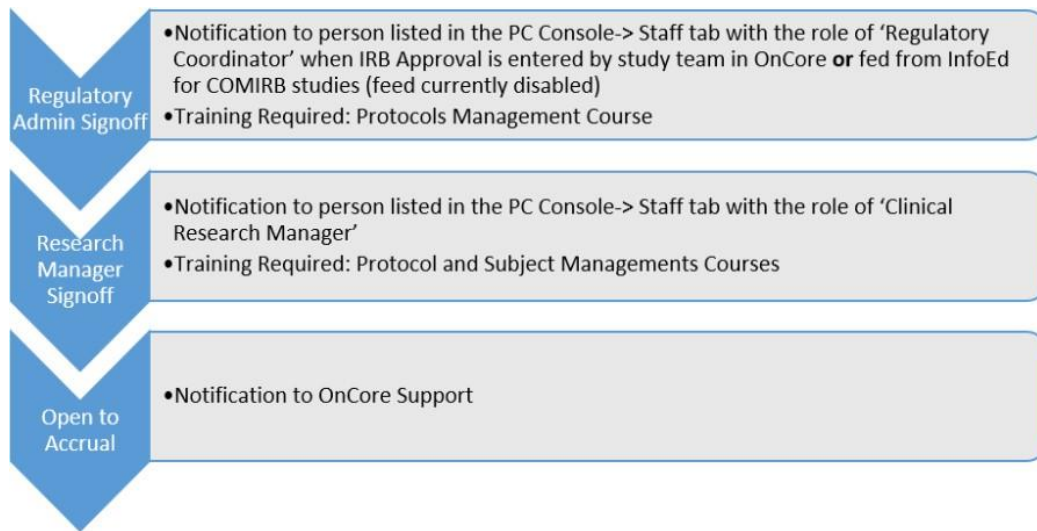 Regulatory
Admin Signoff
•Notification to person listed in the PC Console-> Staff tab with the role of ‘Regulatory
Coordinator’ when IRB Approval is entered by study team in OnCore or fed from InfoEd
for COMIRB studies (feed currently disabled)
•Training Required: Protocols Management Course
Research
Manager
Signoff
•Notification to person listed in the PC Console-> Staff tab with the role of ‘Clinical
Research Manager’
•Training Required: Protocol and Subject Managements Courses
Open to
Accrual
•Notification to OnCore Support